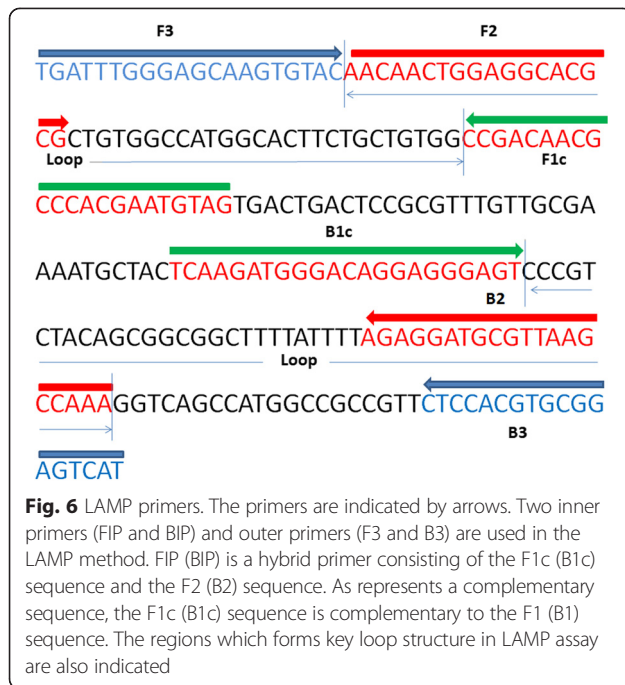 F3 F2
TGATTTGGGAGCAAGTGTACAACAACTGGAGGCACG
CGCTGTGGCCATGGCACTTCTGCTGTGGCCGACAACG
Loop F1c
CCCACGAATGTAGTGACTGACTCCGCGTTTGTTGCGA
B1c
AAATGCTACTCAAGATGGGACAGGAGGGAGTCCCGT
B2
CTACAGCGGCGGCTTTTATTTTAGAGGATGCGTTAAG
Loop
CCAAAGGTCAGCCATGGCCGCCGTTCTCCACGTGCGG
B3
AGTCAT
Fig. 6 LAMP primers. The primers are indicated by arrows. Two inner
primers (FIP and BIP) and outer primers (F3 and B3) are used in the
LAMP method. FIP (BIP) is a hybrid primer consisting of the F1c (B1c)
sequence and the F2 (B2) sequence. As represents a complementary
sequence, the F1c (B1c) sequence is complementary to the F1 (B1)
sequence. The regions which forms key loop structure in LAMP assay
are also indicated